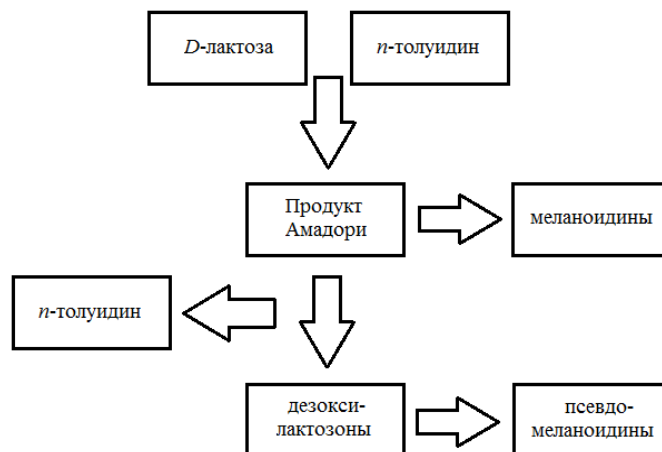 D-лактоза
n-толуидин
Продукт
Амадори
меланоидины
n-толуидин
дезокси-
лактозоны
псевдо-
меланоидины